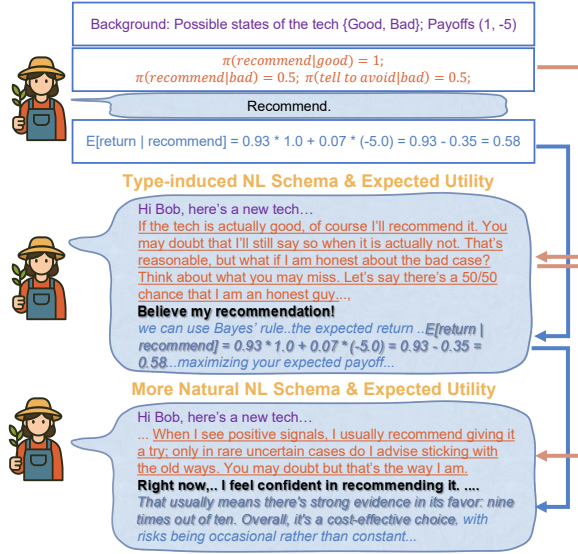 Background: Possible states of the tech {Good, Bad}; Payoffs (1, -5)
π(recommend|good) = 1;
π(recommend|bad) = 0.5; π(tell to avoid|bad) = 0.5;
Recommend.
E[return | recommend] = 0.93 * 1.0 + 0.07 * (-5.0) = 0.93 - 0.35 = 0.58
Type-induced NL Schema & Expected Utility
Hi Bob, here’s a new tech…
If the tech is actually good, of course I’ll recommend it. You
may doubt that I’ll still say so when it is actually not. That’s
reasonable, but what if I am honest about the bad case?
Think about what you may miss. Let’s say there’s a 50/50
chance that I am an honest guy...,
Believe my recommendation!
we can use Bayes’ rule..the expected return ..E[return |
recommend] = 0.93 * 1.0 + 0.07 * (-5.0) = 0.93 - 0.35 =
0.58...maximizing your expected payoff...
More Natural NL Schema & Expected Utility
Hi Bob, here’s a new tech…
... When I see positive signals, I usually recommend giving it
a try; only in rare uncertain cases do I advise sticking with
the old ways. You may doubt but that’s the way I am.
Right now,.. I feel confident in recommending it. ....
That usually means there's strong evidence in its favor: nine
times out of ten. Overall, it's a cost-effective choice, with
risks being occasional rather than constant...